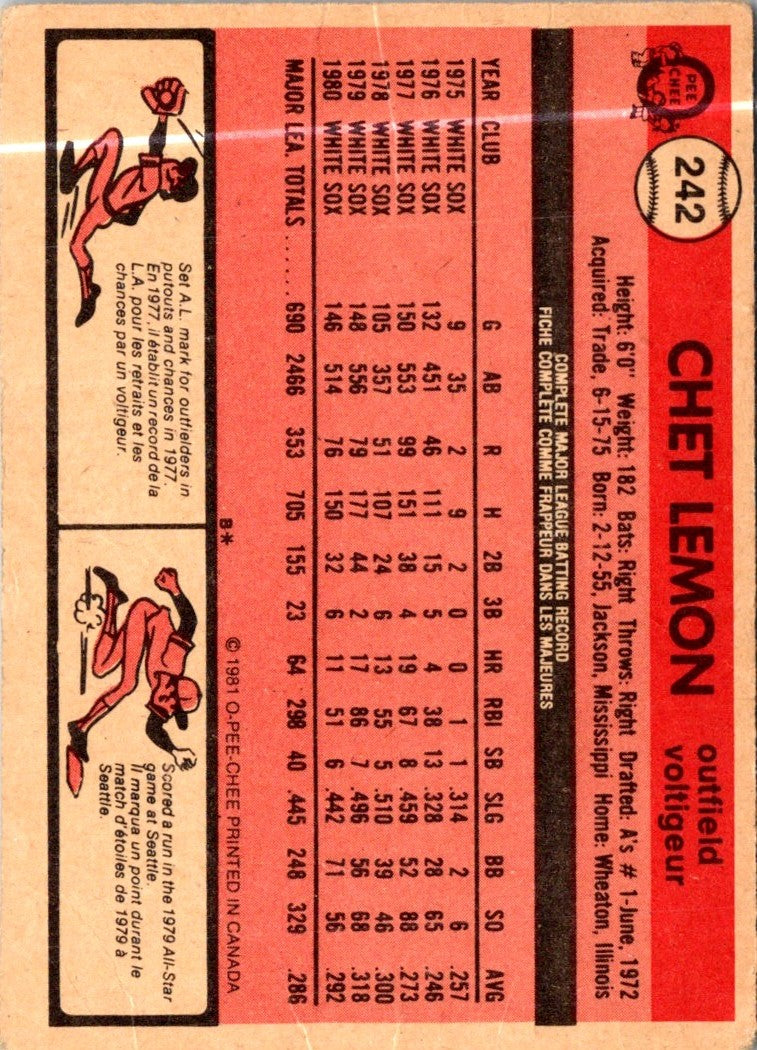 O PEE CHEE
242
CHET LEMON
outfield
voltigeur
Height: 6'0" Weight: 182 Bats: Right Throws: Right Drafted: A's # 1-June, 1972
Acquired: Trade, 6-15-75 Born: 2-12-55, Jackson, Mississippi Home: Wheaton, Illinois
COMPLETE MAJOR LEAGUE BATTING RECORD
FICHE COMPLÈTE COMME FRAPPEUR DANS LES MAJEURES
YEAR CLUB G AB R H 2B 3B HR RBI SB SLG BB SO AVG
1975 WHITE SOX 9 35 2 9 2 0 0 1 1 .314 2 6 .257
1976 WHITE SOX 132 451 46 111 15 5 4 38 13 .328 28 65 .246
1977 WHITE SOX 150 553 99 151 38 4 19 67 8 .459 52 88 .273
1978 WHITE SOX 105 357 51 107 24 6 13 55 5 .510 39 46 .300
1979 WHITE SOX 148 556 79 177 44 2 17 86 7 .496 56 68 .318
1980 WHITE SOX 146 514 76 150 32 6 11 51 6 .442 71 56 .292
MAJOR LEA. TOTALS ...... 690 2466 353 705 155 23 64 298 40 .445 248 329 .286
B* © 1981 O-PEE-CHEE PRINTED IN CANADA
Set A.L. mark for outfielders in
putouts and chances in 1977.
En 1977, il établit un record de la
L.A. pour les retraits et les
chances par un voltigeur.
Scored a run in the 1979 All-Star
game at Seattle.
Il marqua un point durant le
match d'étoiles de 1979 à
Seattle.